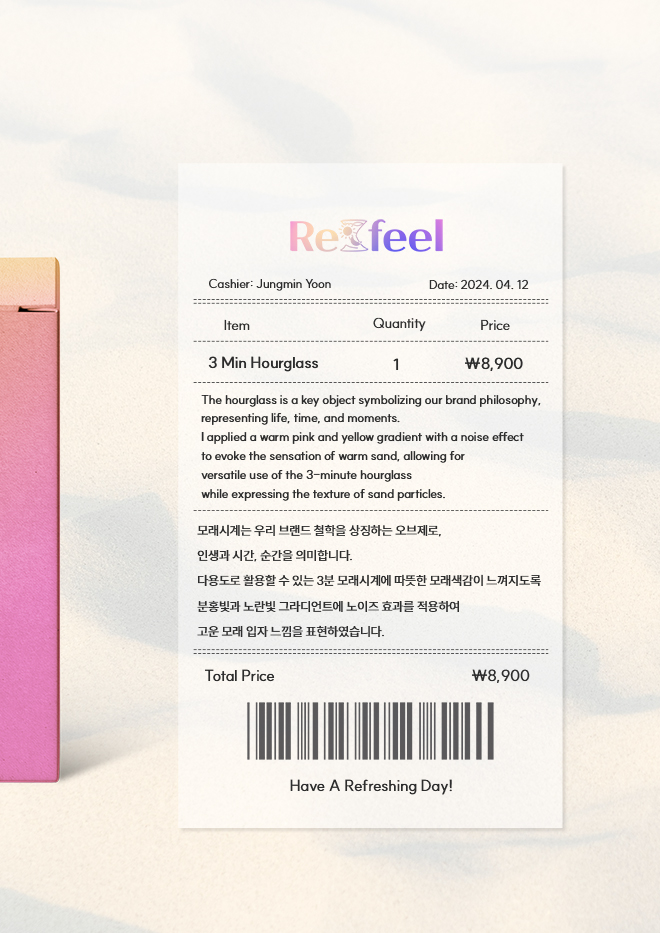 Refeel
Cashier: Jungmin Yoon Date: 2024. 04. 12
Item Quantity Price
3 Min Hourglass 1 ₩8,900
The hourglass is a key object symbolizing our brand philosophy,
representing life, time, and moments.
I applied a warm pink and yellow gradient with a noise effect
to evoke the sensation of warm sand, allowing for
versatile use of the 3-minute hourglass
while expressing the texture of sand particles.
모래시계는 우리 브랜드 철학을 상징하는 오브제로,
인생과 시간, 순간을 의미합니다.
다용도로 활용할 수 있는 3분 모래시계에 따뜻한 모래색감이 느껴지도록
분홍빛과 노란빛 그라디언트에 노이즈 효과를 적용하여
고운 모래 입자 느낌을 표현하였습니다.
Total Price ₩8,900
Have A Refreshing Day!